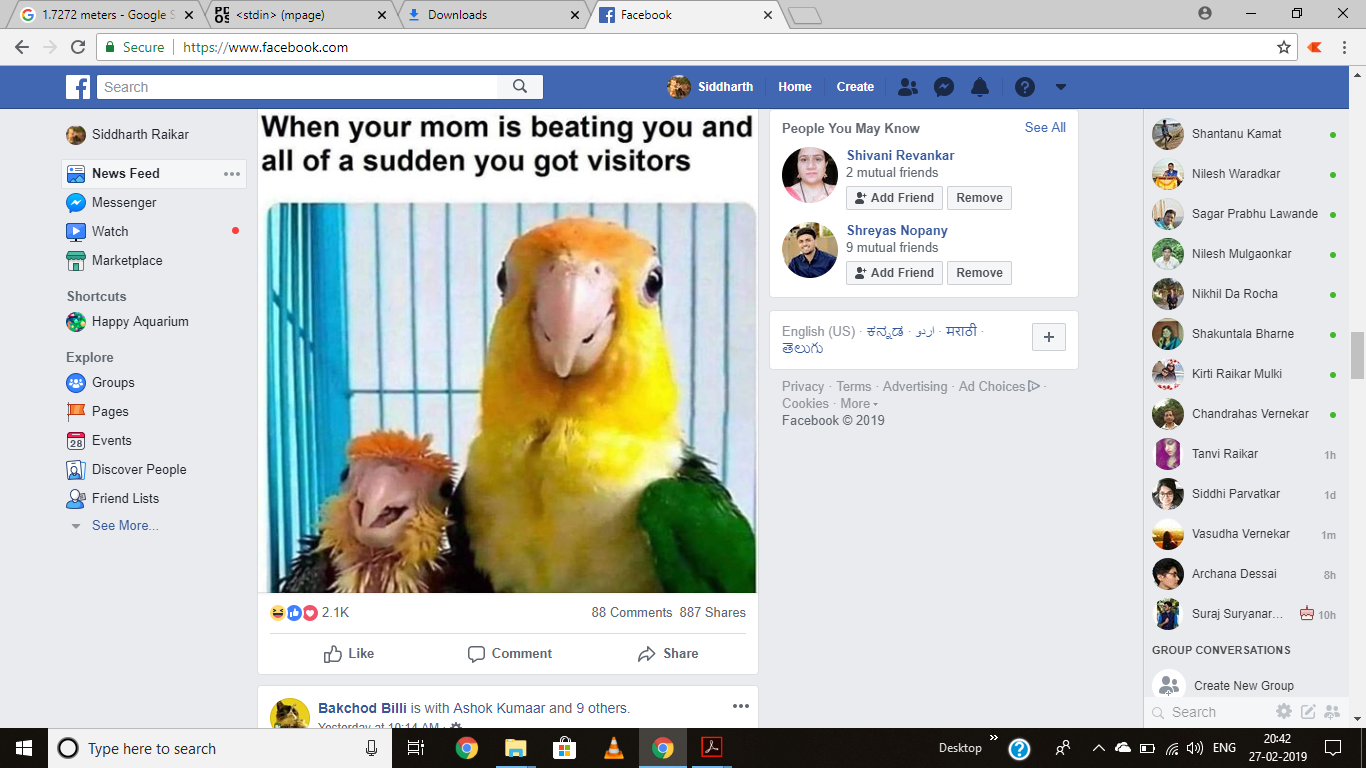 1.7272 meters - Google S
<stdin> (mpage)
Downloads
Facebook
Secure
https://www.facebook.com
Search
Siddharth
Home
Create
Siddharth Raikar
News Feed
Messenger
Watch
Marketplace
Shortcuts
Happy Aquarium
Explore
Groups
Pages
28
Events
Discover People
Friend Lists
See More...
When your mom is beating you and
all of a sudden you got visitors
2.1K
88 Comments 887 Shares
Like
Comment
Share
Bakchod Billi is with Ashok Kumaar and 9 others.
Yesterday at 10:14 AM ·
People You May Know
See All
Shivani Revankar
2 mutual friends
Add Friend
Remove
Shreyas Nopany
9 mutual friends
Add Friend
Remove
English (US) · ಕನ್ನಡ · اردو · मराठी ·
తెలుగు
Privacy · Terms · Advertising · Ad Choices ·
Cookies · More
Facebook © 2019
Shantanu Kamat
Nilesh Waradkar
Sagar Prabhu Lawande
Nilesh Mulgaonkar
Nikhil Da Rocha
Shakuntala Bharne
Kirti Raikar Mulki
Chandrahas Vernekar
Tanvi Raikar 1h
Siddhi Parvatkar 1d
Vasudha Vernekar 1m
Archana Dessai 8h
Suraj Suryanar... 10h
GROUP CONVERSATIONS
Create New Group
Search
Type here to search
Desktop
ENG
20:42
27-02-2019